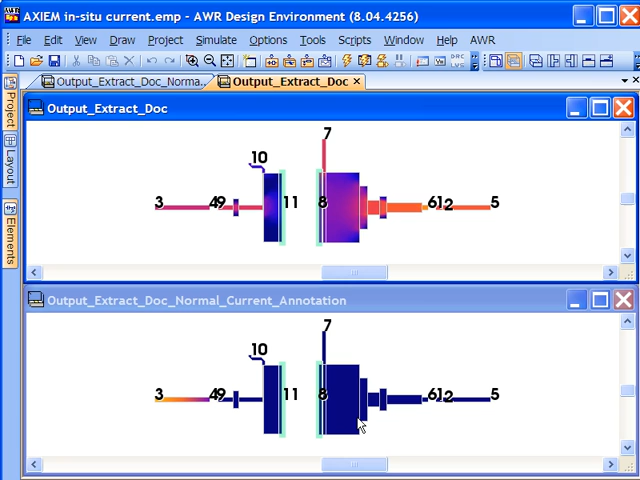 AXIEM in-situ current.emp - AWR Design Environment (8.04.4256)
File Edit View Draw Project Simulate Options Tools Scripts Window Help AWR
DRC
LVS
Output_Extract_Doc_Norma.. Output_Extract_Doc
Project
Layout
Elements
Output_Extract_Doc
7
10
3 49 11 8 612 5
Output_Extract_Doc_Normal_Current_Annotation
7
10
3 49 11 8 612 5